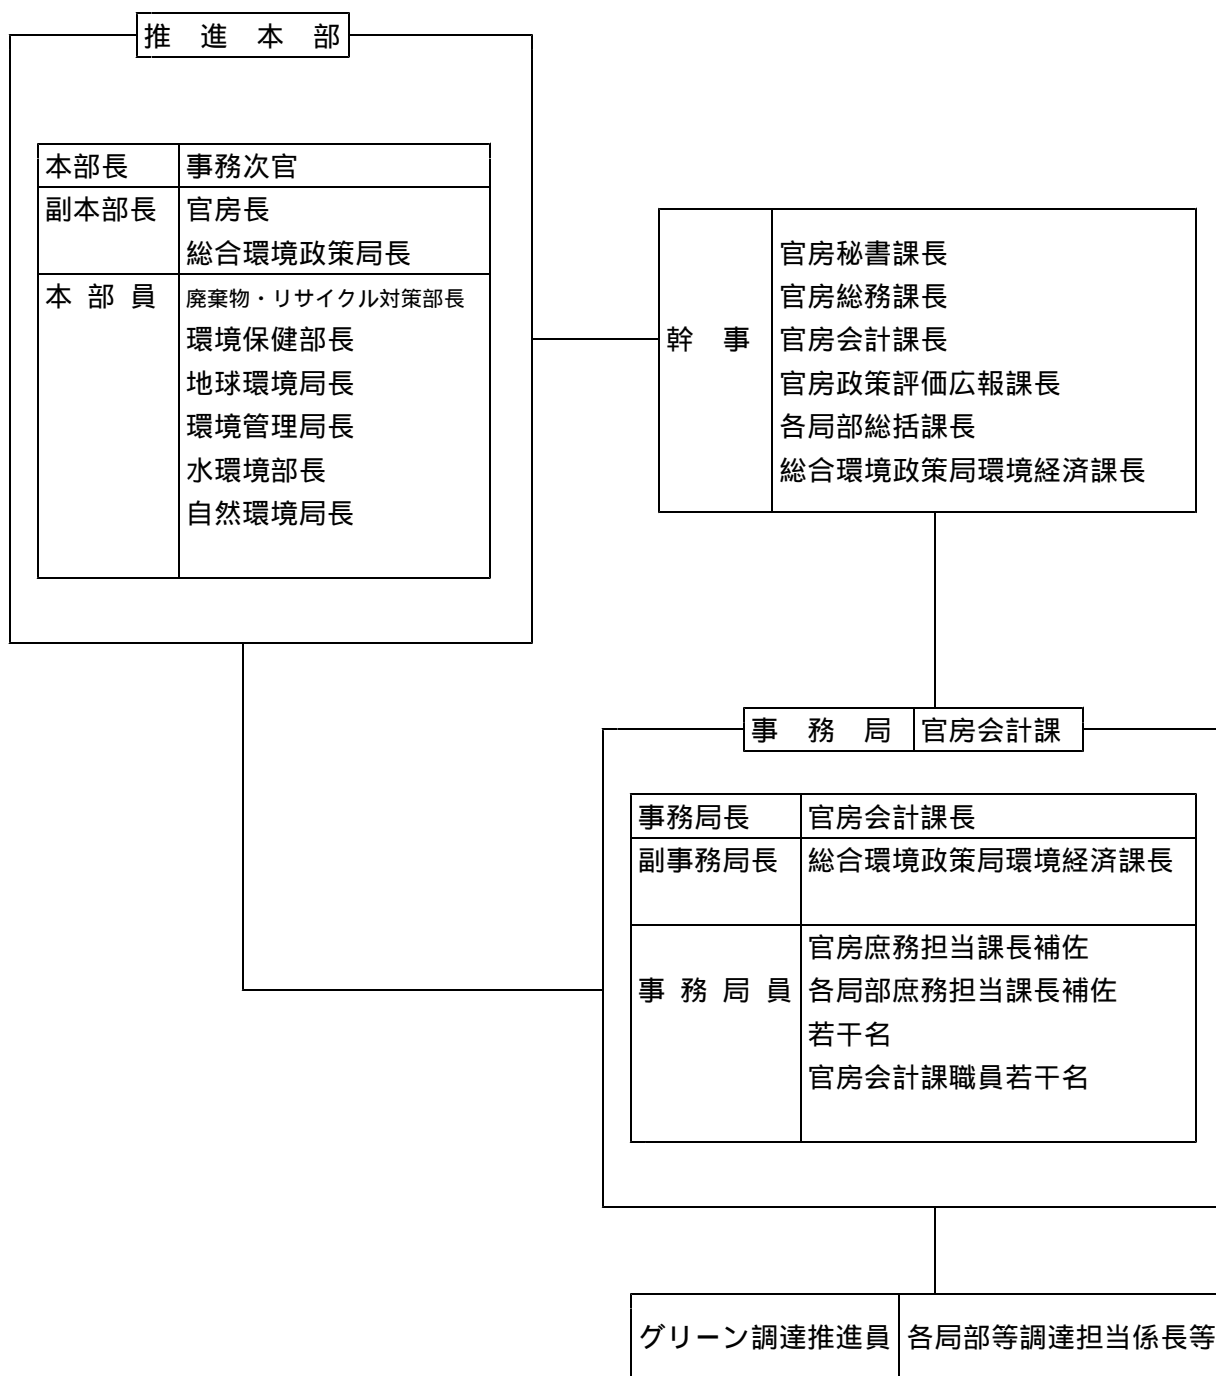 推 進 本 部
本部長 事務次官
副本部長 官房長
総合環境政策局長
本 部 員 廃棄物・リサイクル対策部長
環境保健部長
地球環境局長
環境管理局長
水環境部長
自然環境局長
官房秘書課長
官房総務課長
幹 事 官房会計課長
官房政策評価広報課長
各局部総括課長
総合環境政策局環境経済課長
事 務 局 官房会計課
事務局長 官房会計課長
副事務局長 総合環境政策局環境経済課長
官房庶務担当課長補佐
事 務 局 員 各局部庶務担当課長補佐
若干名
官房会計課職員若干名
グリーン調達推進員 各局部等調達担当係長等